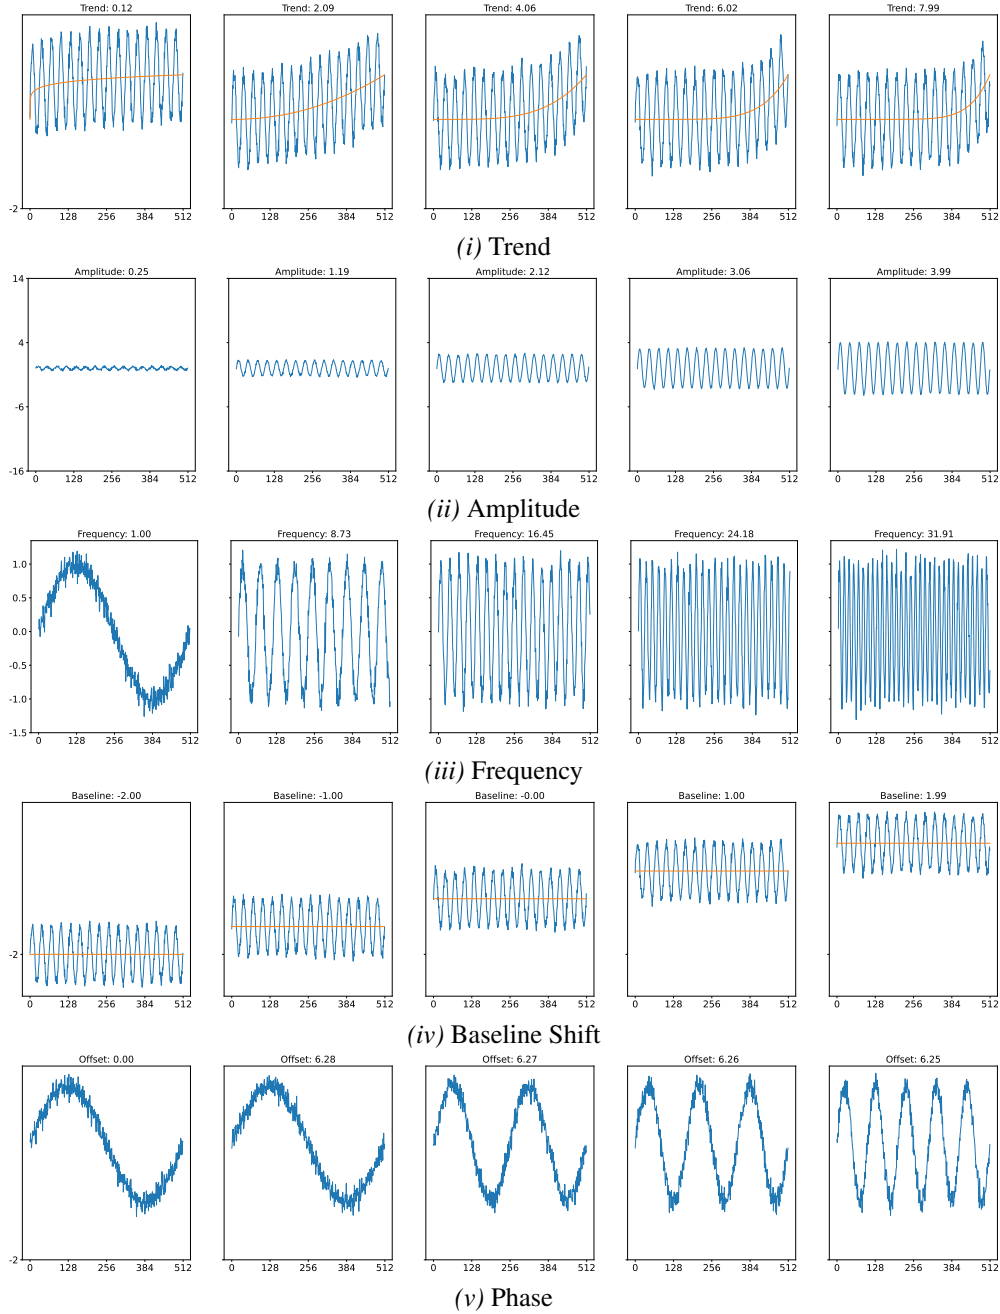 Trend: 0.12 Trend: 2.09 Trend: 4.06 Trend: 6.02 Trend: 7.99
-2
0 128 256 384 512 0 128 256 384 512 0 128 256 384 512 0 128 256 384 512 0 128 256 384 512
(i) Trend
Amplitude: 0.25 Amplitude: 1.19 Amplitude: 2.12 Amplitude: 3.06 Amplitude: 3.99
14
4
-6
-16
0 128 256 384 512 0 128 256 384 512 0 128 256 384 512 0 128 256 384 512 0 128 256 384 512
(ii) Amplitude
Frequency: 1.00 Frequency: 8.73 Frequency: 16.45 Frequency: 24.18 Frequency: 31.91
1.0
0.5
0.0
-0.5
-1.0
-1.5
0 128 256 384 512 0 128 256 384 512 0 128 256 384 512 0 128 256 384 512 0 128 256 384 512
(iii) Frequency
Baseline: -2.00 Baseline: -1.00 Baseline: -0.00 Baseline: 1.00 Baseline: 1.99
-2
0 128 256 384 512 0 128 256 384 512 0 128 256 384 512 0 128 256 384 512 0 128 256 384 512
(iv) Baseline Shift
Offset: 0.00 Offset: 6.28 Offset: 6.27 Offset: 6.26 Offset: 6.25
-2
0 128 256 384 512 0 128 256 384 512 0 128 256 384 512 0 128 256 384 512 0 128 256 384 512
(v) Phase